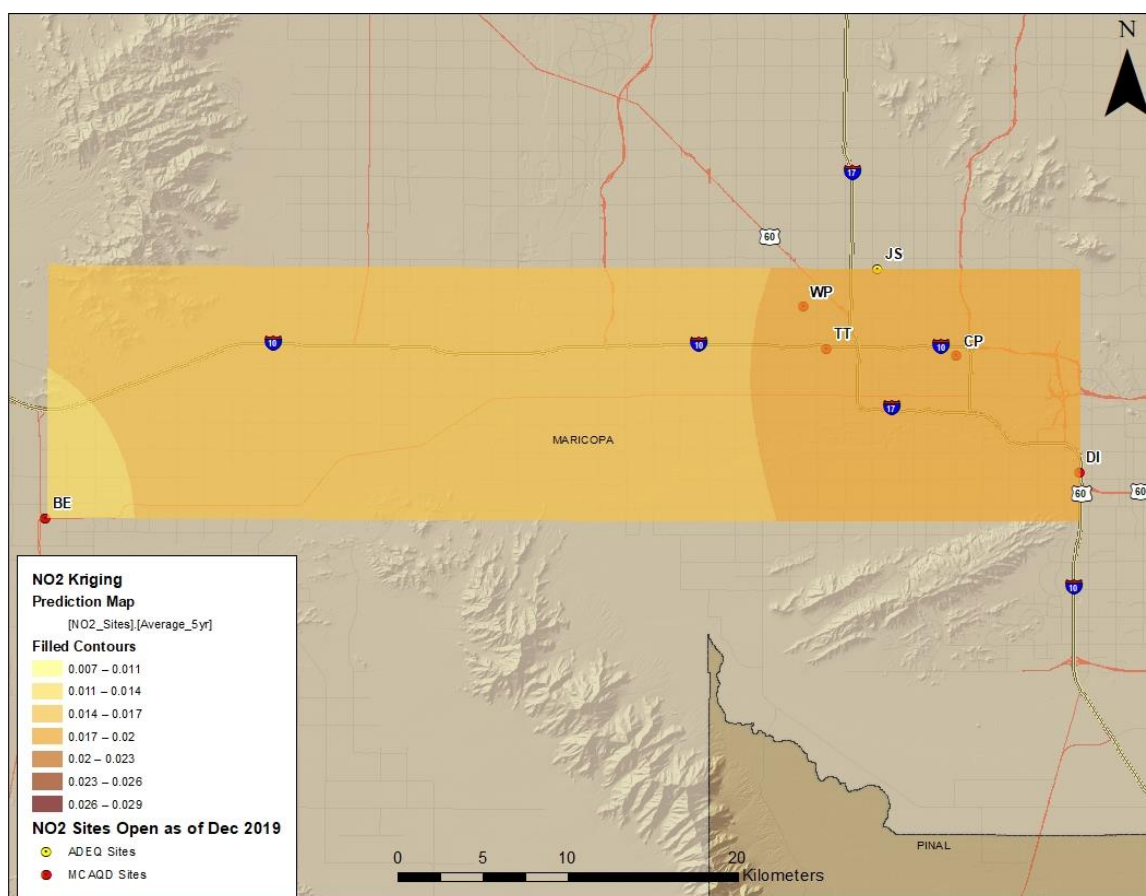 N
17
60
JS
WP
10
10
TT
10
CP
17
MARICOPA
DI
60
60
BE
10
NO2 Kriging
Prediction Map
[NO2_Sites].[Average_5yr]
Filled Contours
0.007 – 0.011
0.011 – 0.014
0.014 – 0.017
0.017 – 0.02
0.02 – 0.023
0.023 – 0.026
0.026 – 0.029
NO2 Sites Open as of Dec 2019
ADEQ Sites
MCAQD Sites
PINAL
0 5 10 20
Kilometers